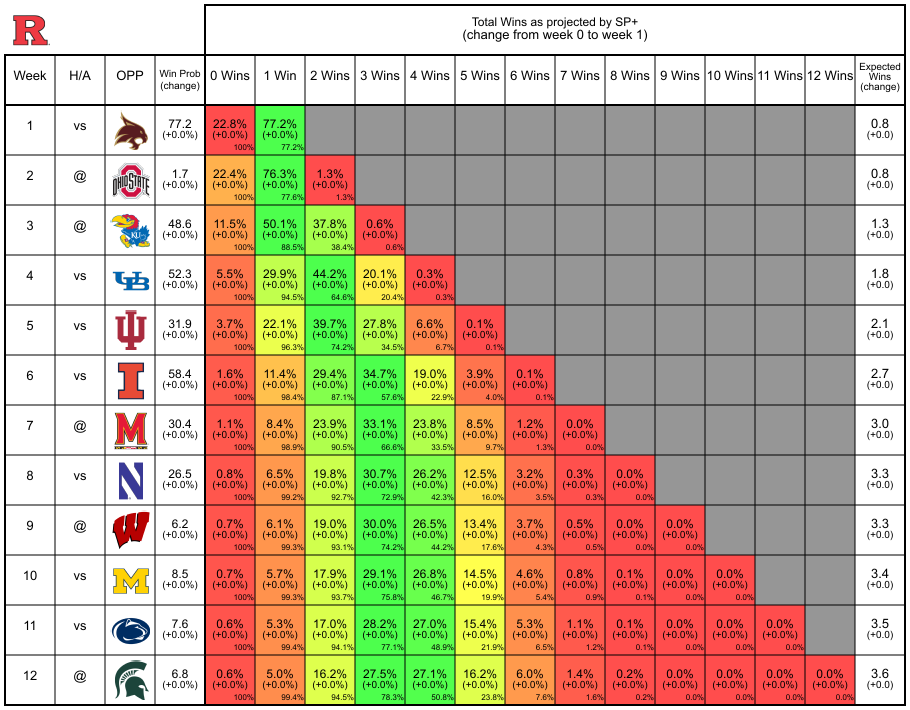 R
Total Wins as projected by SP+
(change from week 0 to week 1)
Week H/A OPP Win Prob (change) 0 Wins 1 Win 2 Wins 3 Wins 4 Wins 5 Wins 6 Wins 7 Wins 8 Wins 9 Wins 10 Wins 11 Wins 12 Wins Expected Wins (change)
1 vs 77.2 22.8% 77.2% 0.8
(+0.0%) (+0.0%) (+0.0%) (+0.0)
100% 77.2%
2 @ OHIO STATE 1.7 22.4% 76.3% 1.3% 0.8
(+0.0%) (+0.0%) (+0.0%) (+0.0%) (+0.0)
100% 77.6% 1.3%
3 @ KU 48.6 11.5% 50.1% 37.8% 0.6% 1.3
(+0.0%) (+0.0%) (+0.0%) (+0.0%) (+0.0%) (+0.0)
100% 88.5% 38.4% 0.6%
4 vs UB 52.3 5.5% 29.9% 44.2% 20.1% 0.3% 1.8
(+0.0%) (+0.0%) (+0.0%) (+0.0%) (+0.0%) (+0.0%) (+0.0)
100% 94.5% 64.6% 20.4% 0.3%
5 vs IU 31.9 3.7% 22.1% 39.7% 27.8% 6.6% 0.1% 2.1
(+0.0%) (+0.0%) (+0.0%) (+0.0%) (+0.0%) (+0.0%) (+0.0%) (+0.0)
100% 96.3% 74.2% 34.5% 6.7% 0.1%
6 vs I 58.4 1.6% 11.4% 29.4% 34.7% 19.0% 3.9% 0.1% 2.7
(+0.0%) (+0.0%) (+0.0%) (+0.0%) (+0.0%) (+0.0%) (+0.0%) (+0.0%) (+0.0)
100% 98.4% 87.1% 57.6% 22.9% 4.0% 0.1%
7 @ M 30.4 1.1% 8.4% 23.9% 33.1% 23.8% 8.5% 1.2% 0.0% 3.0
(+0.0%) (+0.0%) (+0.0%) (+0.0%) (+0.0%) (+0.0%) (+0.0%) (+0.0%) (+0.0%) (+0.0)
100% 98.9% 90.5% 66.6% 33.5% 9.7% 1.3% 0.0%
8 vs N 26.5 0.8% 6.5% 19.8% 30.7% 26.2% 12.5% 3.2% 0.3% 0.0% 3.3
(+0.0%) (+0.0%) (+0.0%) (+0.0%) (+0.0%) (+0.0%) (+0.0%) (+0.0%) (+0.0%) (+0.0%) (+0.0)
100% 99.2% 92.7% 72.9% 42.3% 16.0% 3.5% 0.3% 0.0%
9 @ W 6.2 0.7% 6.1% 19.0% 30.0% 26.5% 13.4% 3.7% 0.5% 0.0% 0.0% 3.3
(+0.0%) (+0.0%) (+0.0%) (+0.0%) (+0.0%) (+0.0%) (+0.0%) (+0.0%) (+0.0%) (+0.0%) (+0.0%) (+0.0)
100% 99.3% 93.1% 74.2% 44.2% 17.6% 4.3% 0.5% 0.0% 0.0%
10 vs M 8.5 0.7% 5.7% 17.9% 29.1% 26.8% 14.5% 4.6% 0.8% 0.1% 0.0% 0.0% 3.4
(+0.0%) (+0.0%) (+0.0%) (+0.0%) (+0.0%) (+0.0%) (+0.0%) (+0.0%) (+0.0%) (+0.0%) (+0.0%) (+0.0%) (+0.0)
100% 99.3% 93.7% 75.8% 46.7% 19.9% 5.4% 0.9% 0.1% 0.0% 0.0%
11 vs 7.6 0.6% 5.3% 17.0% 28.2% 27.0% 15.4% 5.3% 1.1% 0.1% 0.0% 0.0% 0.0% 3.5
(+0.0%) (+0.0%) (+0.0%) (+0.0%) (+0.0%) (+0.0%) (+0.0%) (+0.0%) (+0.0%) (+0.0%) (+0.0%) (+0.0%) (+0.0%) (+0.0)
100% 99.4% 94.1% 77.1% 48.9% 21.9% 6.5% 1.2% 0.1% 0.0% 0.0% 0.0%
12 @ 6.8 0.6% 5.0% 16.2% 27.5% 27.1% 16.2% 6.0% 1.4% 0.2% 0.0% 0.0% 0.0% 0.0% 3.6
(+0.0%) (+0.0%) (+0.0%) (+0.0%) (+0.0%) (+0.0%) (+0.0%) (+0.0%) (+0.0%) (+0.0%) (+0.0%) (+0.0%) (+0.0%) (+0.0%) (+0.0)
100% 99.4% 94.5% 78.3% 50.8% 23.8% 7.6% 1.6% 0.2% 0.0% 0.0% 0.0% 0.0%